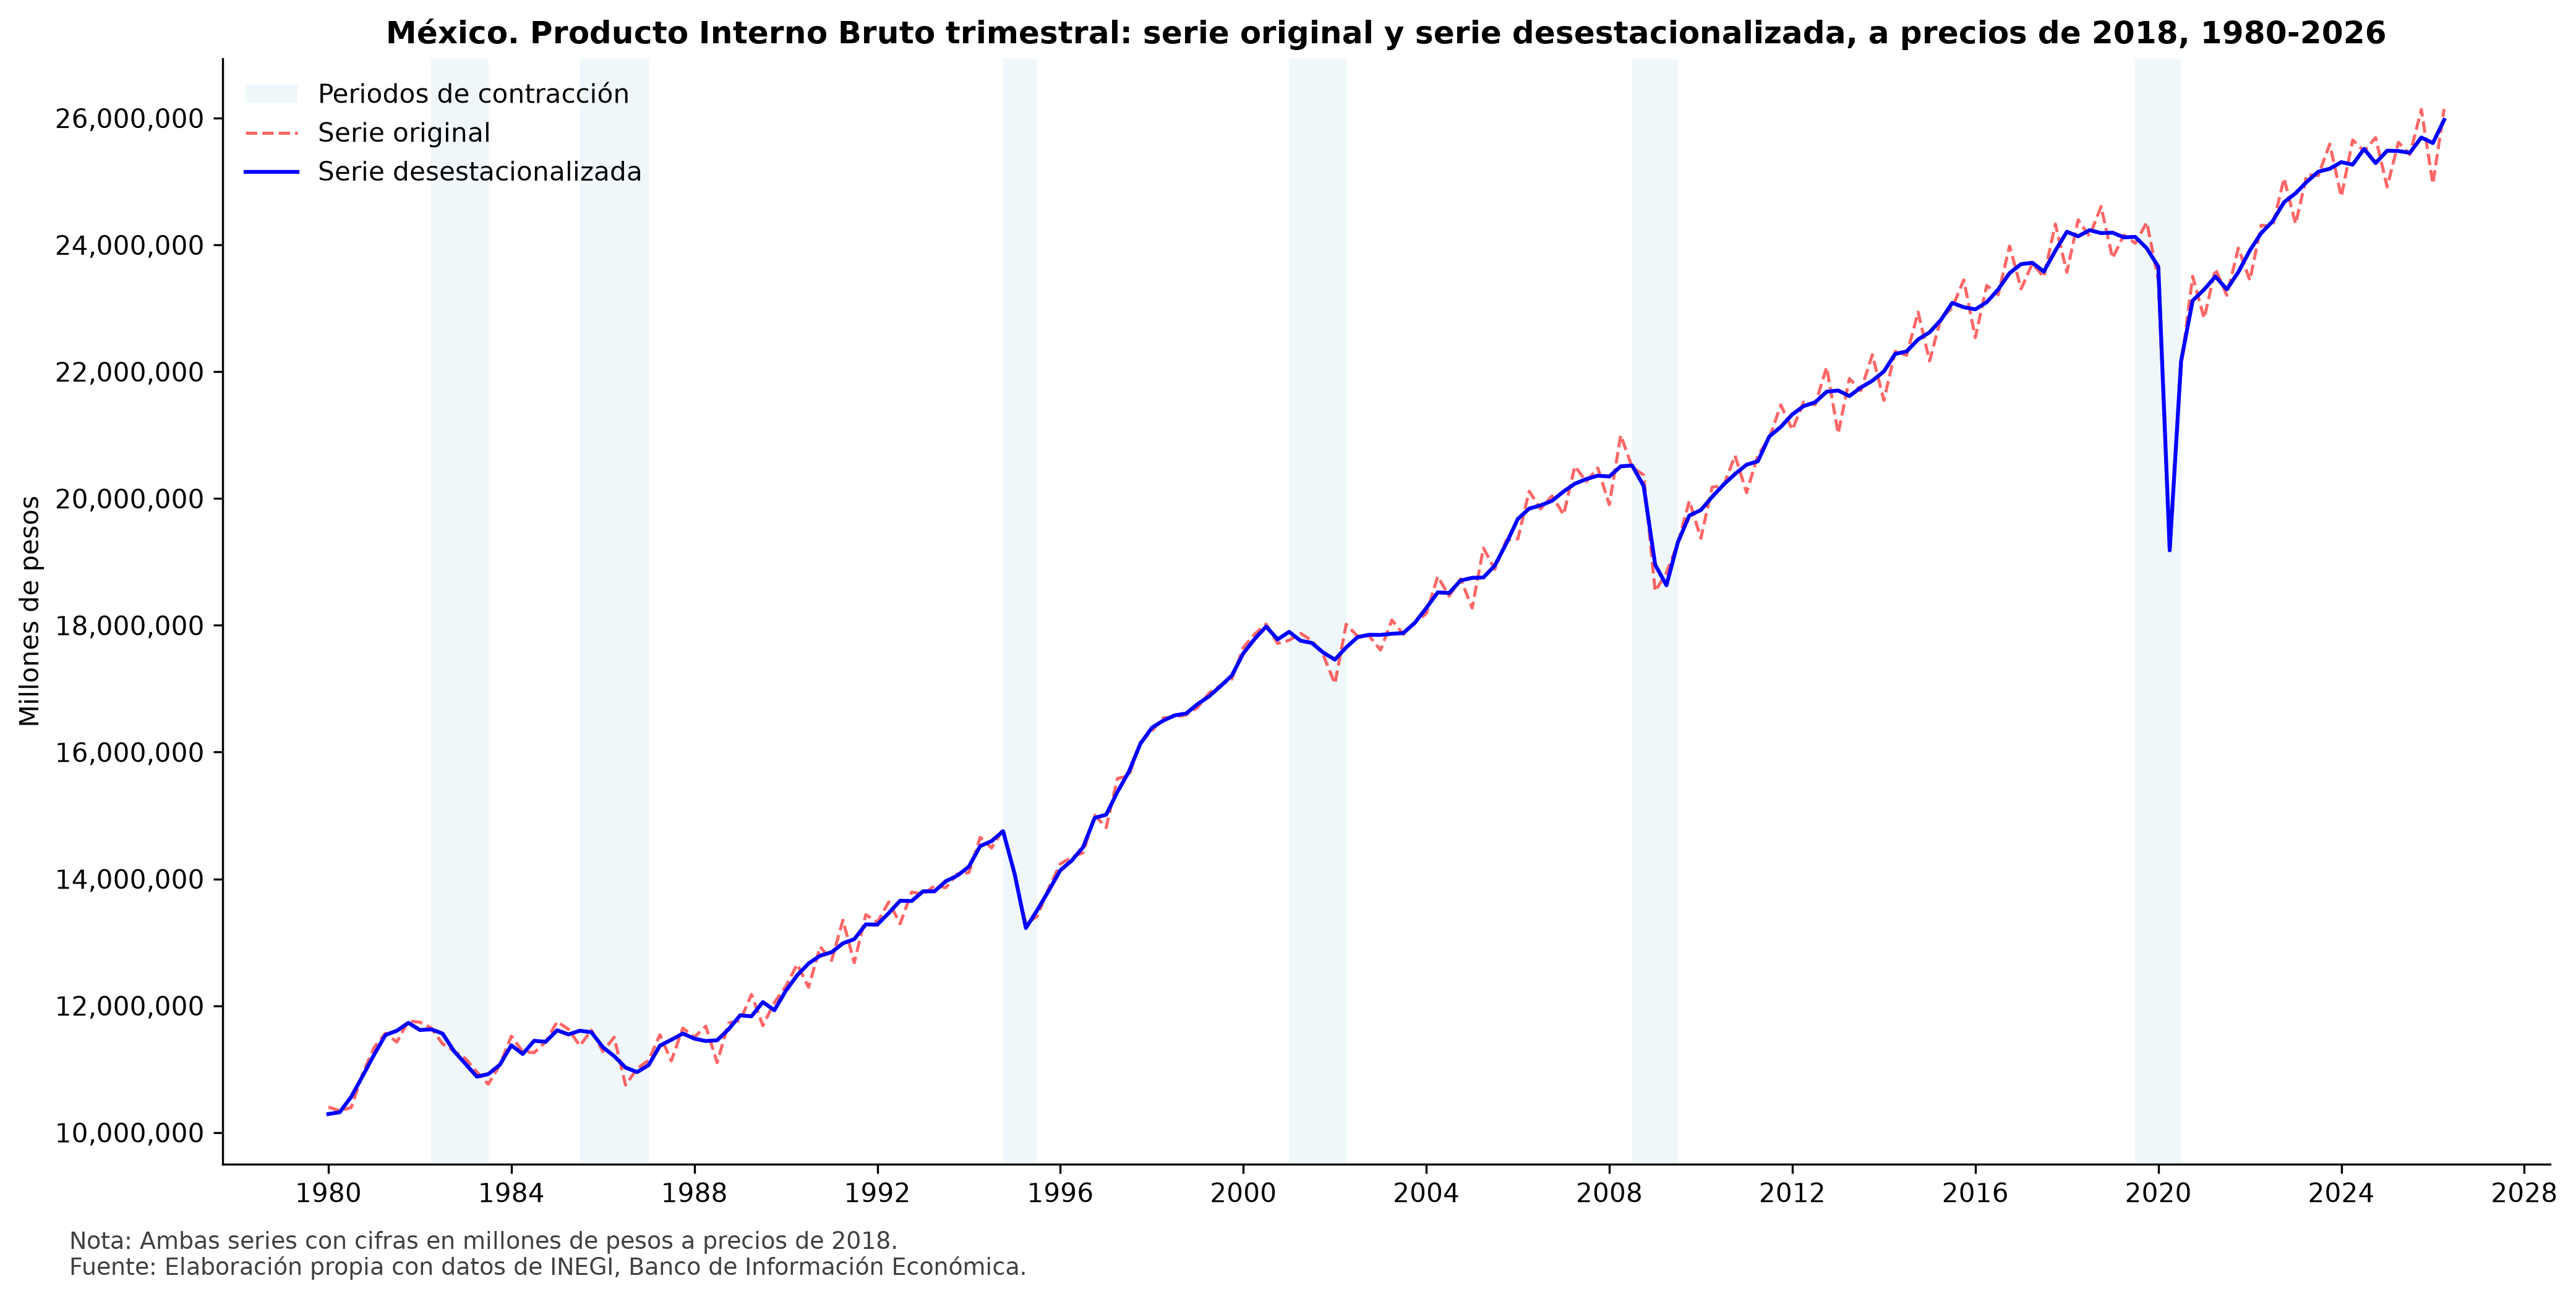 México. Producto Interno Bruto trimestral: serie original y serie desestacionalizada, a precios de 2018, 1980-2026
Periodos de contracción
Serie original
Serie desestacionalizada
Millones de pesos
26,000,000
24,000,000
22,000,000
20,000,000
18,000,000
16,000,000
14,000,000
12,000,000
10,000,000
1980 1984 1988 1992 1996 2000 2004 2008 2012 2016 2020 2024 2028
Nota: Ambas series con cifras en millones de pesos a precios de 2018.
Fuente: Elaboración propia con datos de INEGI, Banco de Información Económica.